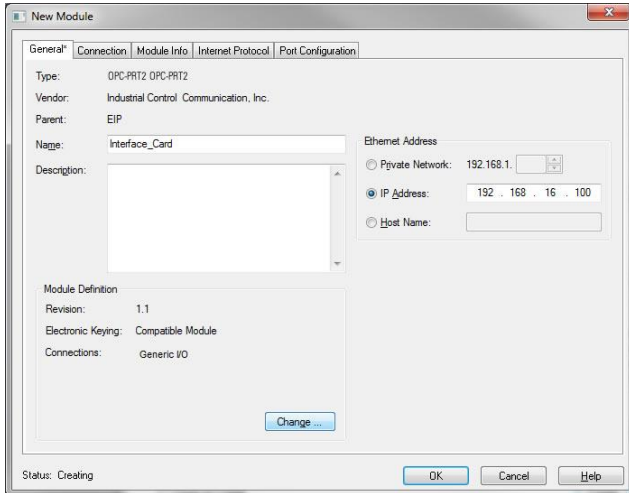 New Module
General* Connection Module Info Internet Protocol Port Configuration
Type: OPC-PRT2 OPC-PRT2
Vendor: Industrial Control Communication, Inc.
Parent: EIP
Name: Interface_Card
Description:
Ethernet Address
Private Network: 192.168.1.
IP Address: 192 . 168 . 16 . 100
Host Name:
Module Definition
Revision: 1.1
Electronic Keying: Compatible Module
Connections: Generic I/O
Change ...
Status: Creating
OK Cancel Help